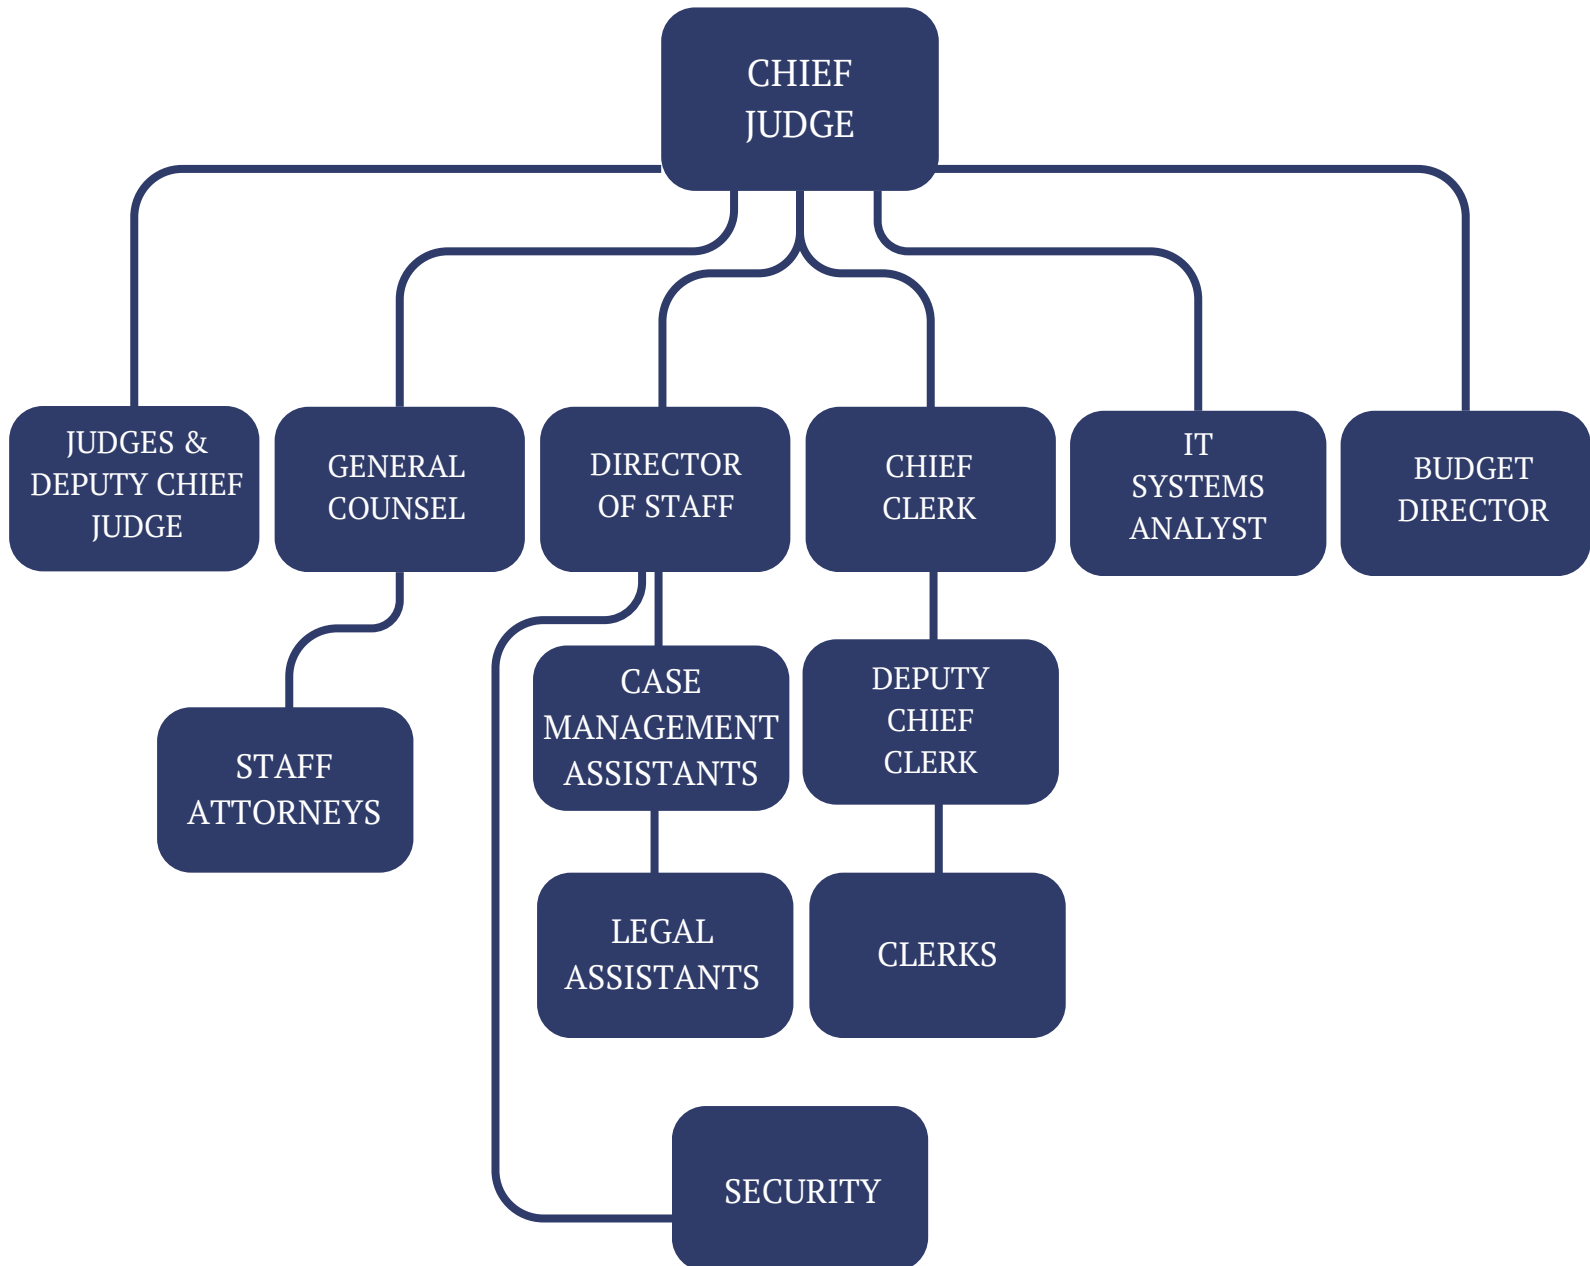 CHIEF
JUDGE
JUDGES &
DEPUTY CHIEF
JUDGE
GENERAL
COUNSEL
DIRECTOR
OF STAFF
CHIEF
CLERK
IT
SYSTEMS
ANALYST
BUDGET
DIRECTOR
STAFF
ATTORNEYS
CASE
MANAGEMENT
ASSISTANTS
DEPUTY
CHIEF
CLERK
LEGAL
ASSISTANTS
CLERKS
SECURITY